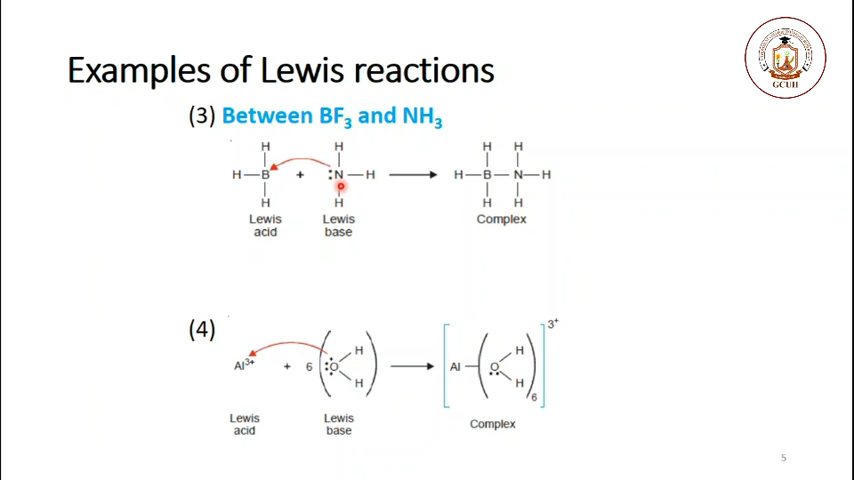 Examples of Lewis reactions
GCUH
(3) Between BF₃ and NH₃
H H H H
H—B + :N—H H—B—N—H
H H H H
Lewis acid
Lewis base
Complex
(4)
Al³⁺ + 6 ( :O H H ) [ Al—( O H H )₆ ]³⁺
Lewis acid
Lewis base
Complex
5